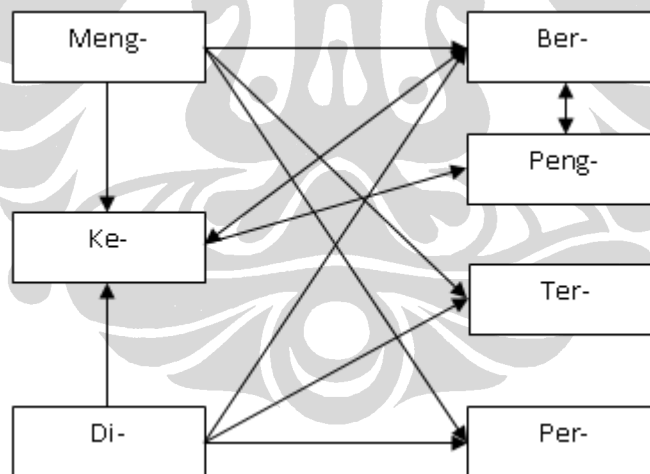 Meng-
Ber-
Peng-
Ke-
Ter-
Di-
Per-